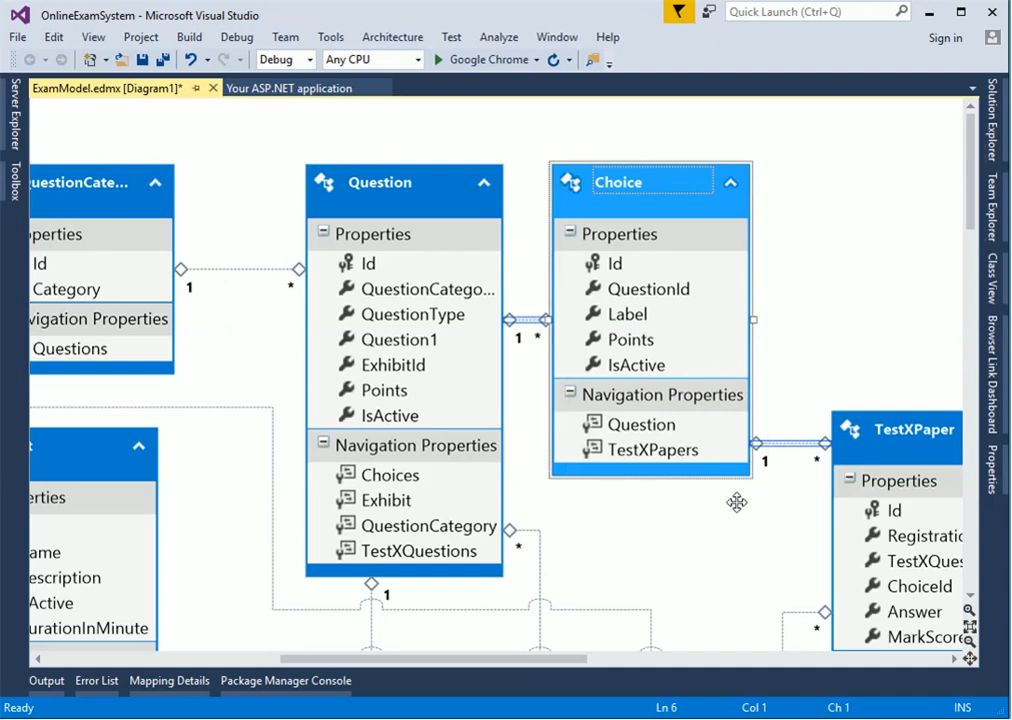 OnlineExamSystem - Microsoft Visual Studio
Quick Launch (Ctrl+Q)
File Edit View Project Build Debug Team Tools Architecture Test Analyze Window Help
Sign in
Debug Any CPU Google Chrome
ExamModel.edmx [Diagram1]*
Your ASP.NET application
Server Explorer
Toolbox
uestionCate...
perties
Id
Category
vigation Properties
Questions
1 *
Question
Properties
Id
QuestionCatego...
QuestionType
Question1
ExhibitId
Points
IsActive
Navigation Properties
Choices
Exhibit
QuestionCategory
TestXQuestions
1 *
*
1
Choice
Properties
Id
QuestionId
Label
Points
IsActive
Navigation Properties
Question
TestXPapers
1 *
t
erties
ame
escription
Active
urationInMinute
TestXPaper
Properties
Id
Registratio
TestXQues
ChoiceId
Answer
MarkScore
*
Solution Explorer
Team Explorer
Class View
Browser Link Dashboard
Properties
Output Error List Mapping Details Package Manager Console
Ready Ln 6 Col 1 Ch 1 INS